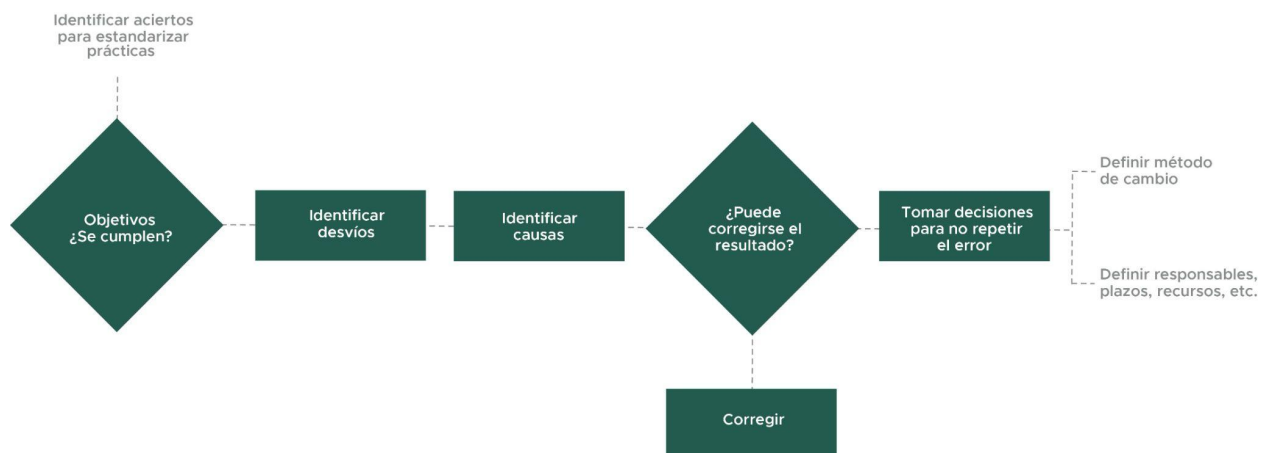 Identificar aciertos
para estandarizar
prácticas
Objetivos
¿Se cumplen?
Identificar
desvíos
Identificar
causas
¿Puede
corregirse el
resultado?
Tomar decisiones
para no repetir
el error
Definir método
de cambio
Definir responsables,
plazos, recursos, etc.
Corregir